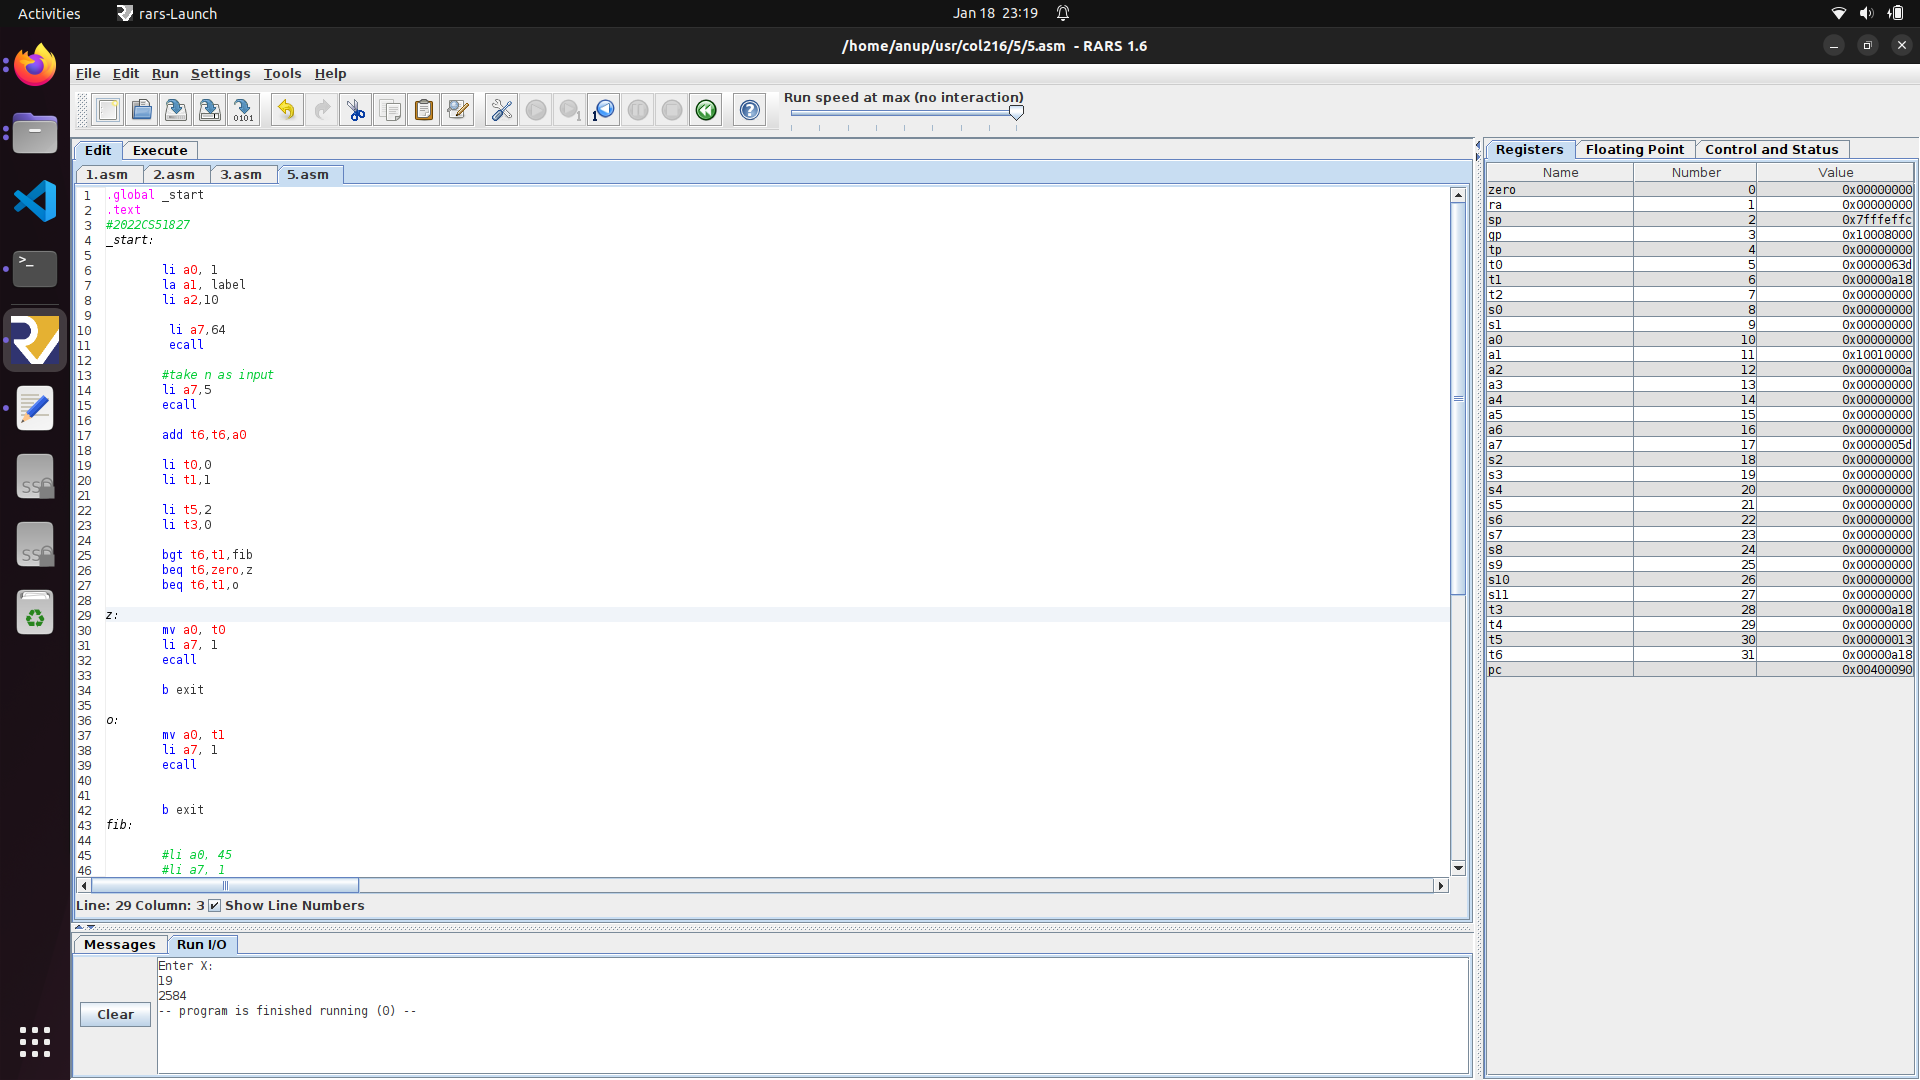 Activities
rars-Launch
Jan 18 23:19
/home/anup/usr/col216/5/5.asm - RARS 1.6
File Edit Run Settings Tools Help
Run speed at max (no interaction)
Edit Execute
1.asm 2.asm 3.asm 5.asm
1 .global _start
2 .text
3 #2022CS51827
4 _start:
5
6 li a0, 1
7 la a1, label
8 li a2,10
9
10 li a7,64
11 ecall
12
13 #take n as input
14 li a7,5
15 ecall
16
17 add t6,t6,a0
18
19 li t0,0
20 li t1,1
21
22 li t5,2
23 li t3,0
24
25 bgt t6,t1,fib
26 beq t6,zero,z
27 beq t6,t1,o
28
29 z:
30 mv a0, t0
31 li a7, 1
32 ecall
33
34 b exit
35
36 o:
37 mv a0, t1
38 li a7, 1
39 ecall
40
41
42 b exit
43 fib:
44
45 #li a0, 45
46 #li a7, 1
Line: 29 Column: 3 Show Line Numbers
Messages Run I/O
Clear
Enter X:
19
2584
-- program is finished running (0) --
Registers Floating Point Control and Status
Name Number Value
zero 0 0x00000000
ra 1 0x00000000
sp 2 0x7fffeffc
gp 3 0x10008000
tp 4 0x00000000
t0 5 0x0000063d
t1 6 0x00000a18
t2 7 0x00000000
s0 8 0x00000000
s1 9 0x00000000
a0 10 0x00000000
a1 11 0x10010000
a2 12 0x0000000a
a3 13 0x00000000
a4 14 0x00000000
a5 15 0x00000000
a6 16 0x00000000
a7 17 0x0000005d
s2 18 0x00000000
s3 19 0x00000000
s4 20 0x00000000
s5 21 0x00000000
s6 22 0x00000000
s7 23 0x00000000
s8 24 0x00000000
s9 25 0x00000000
s10 26 0x00000000
s11 27 0x00000000
t3 28 0x00000a18
t4 29 0x00000000
t5 30 0x00000013
t6 31 0x00000a18
pc 0x00400090